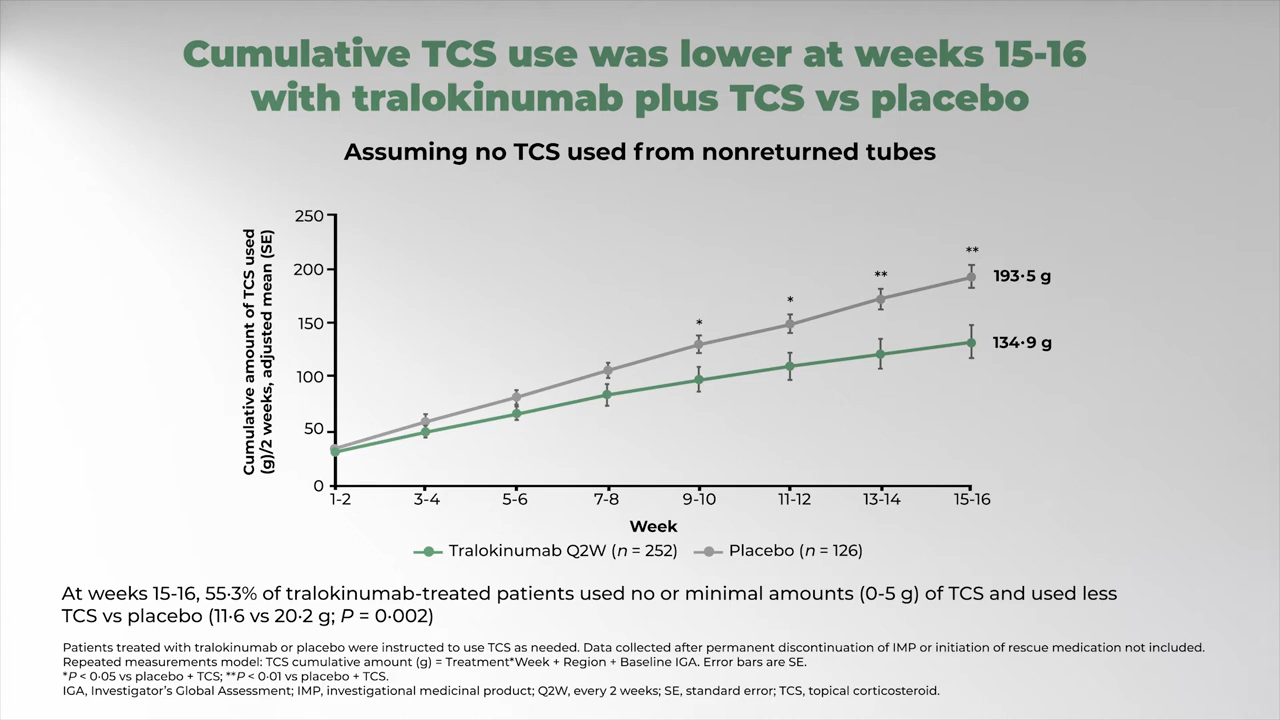 Cumulative TCS use was lower at weeks 15-16
with tralokinumab plus TCS vs placebo
Assuming no TCS used from nonreturned tubes
Cumulative amount of TCS used
(g)/2 weeks, adjusted mean (SE)
250
200
150
100
50
0
*
*
**
**
193·5 g
134·9 g
1-2
3-4
5-6
7-8
9-10
11-12
13-14
15-16
Week
Tralokinumab Q2W (n = 252)
Placebo (n = 126)
At weeks 15-16, 55·3% of tralokinumab-treated patients used no or minimal amounts (0-5 g) of TCS and used less
TCS vs placebo (11·6 vs 20·2 g; P = 0·002)
Patients treated with tralokinumab or placebo were instructed to use TCS as needed. Data collected after permanent discontinuation of IMP or initiation of rescue medication not included.
Repeated measurements model: TCS cumulative amount (g) = Treatment*Week + Region + Baseline IGA. Error bars are SE.
*P < 0·05 vs placebo + TCS; **P < 0·01 vs placebo + TCS.
IGA, Investigator's Global Assessment; IMP, investigational medicinal product; Q2W, every 2 weeks; SE, standard error; TCS, topical corticosteroid.